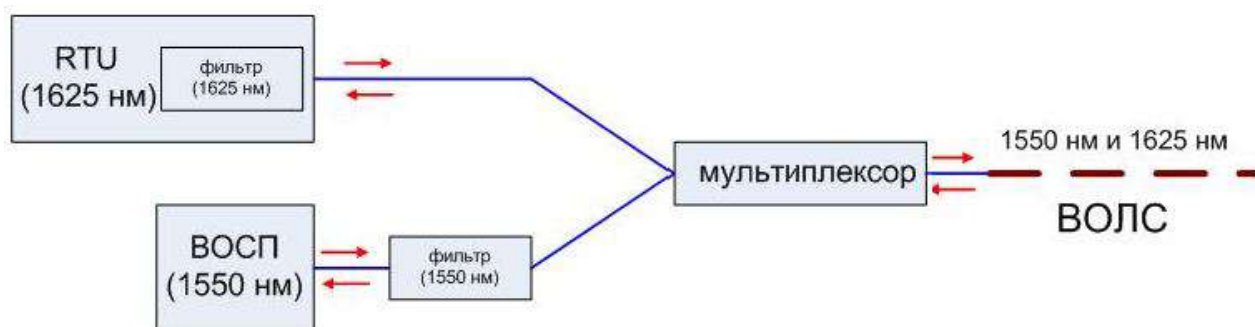 RTU
(1625 нм)
фильтр
(1625 нм)
1550 нм и 1625 нм
мультиплексор
ВОЛС
ВОСП
(1550 нм)
фильтр
(1550 нм)